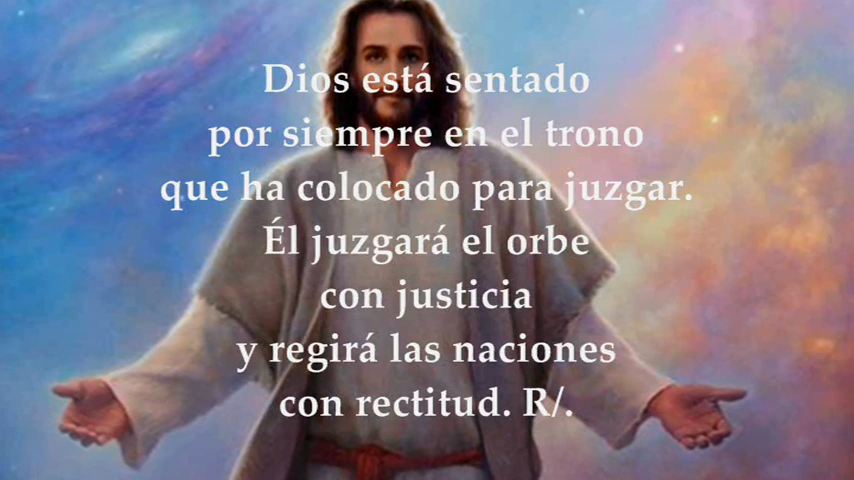 Dios está sentado
por siempre en el trono
que ha colocado para juzgar.
Él juzgará el orbe
con justicia
y regirá las naciones
con rectitud. R/.